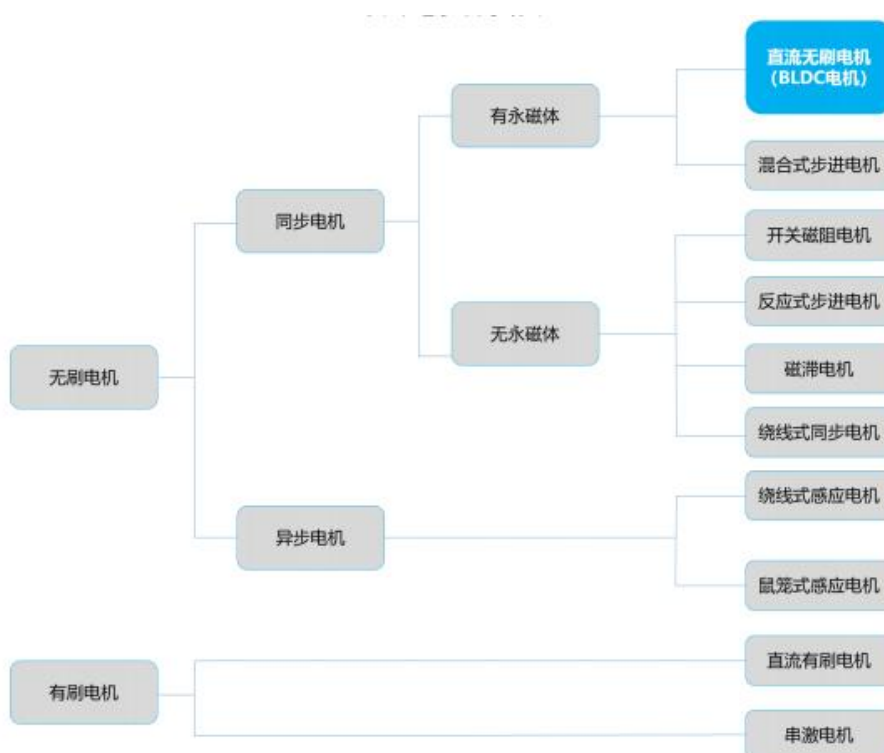 直流无刷电机
（BLDC电机）
有永磁体
混合式步进电机
同步电机
开关磁阻电机
反应式步进电机
无永磁体
磁滞电机
无刷电机
绕线式同步电机
绕线式感应电机
异步电机
鼠笼式感应电机
直流有刷电机
有刷电机
串激电机